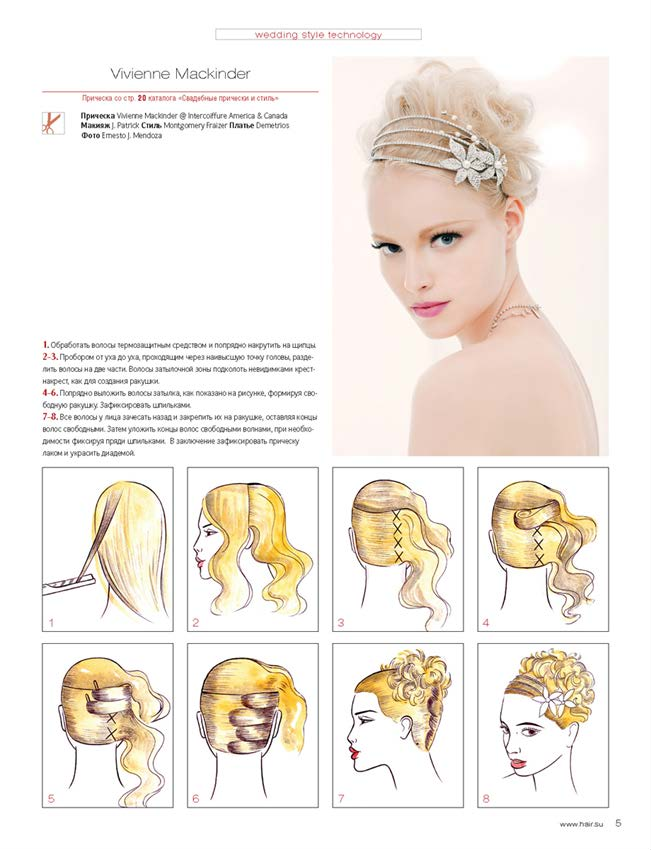 wedding style technology
Vivienne Mackinder
Прическа со стр. 20 каталога «Свадебные прически и стиль»
Прическа Vivienne Mackinder @ Intercoiffure America & Canada
Макияж J. Patrick Стиль Montgomery Fraizer Платье Demetrios
Фото Ernesto J. Mendoza
1. Обработать волосы термозащитным средством и попрядно накрутить на щипцы.
2–3. Пробором от уха до уха, проходящим через наивысшую точку головы, разде-
лить волосы на две части. Волосы затылочной зоны подколоть невидимками крест-
накрест, как для создания ракушки.
4–6. Попрядно выложить волосы затылка, как показано на рисунке, формируя сво-
бодную ракушку. Зафиксировать шпильками.
7–8. Все волосы у лица зачесать назад и закрепить их на ракушке, оставляя концы
волос свободными. Затем уложить концы волос свободными волнами, при необхо-
димости фиксируя пряди шпильками. В заключение зафиксировать прическу
лаком и украсить диадемой.
1
2
3
4
5
6
7
8
www.hair.su 5